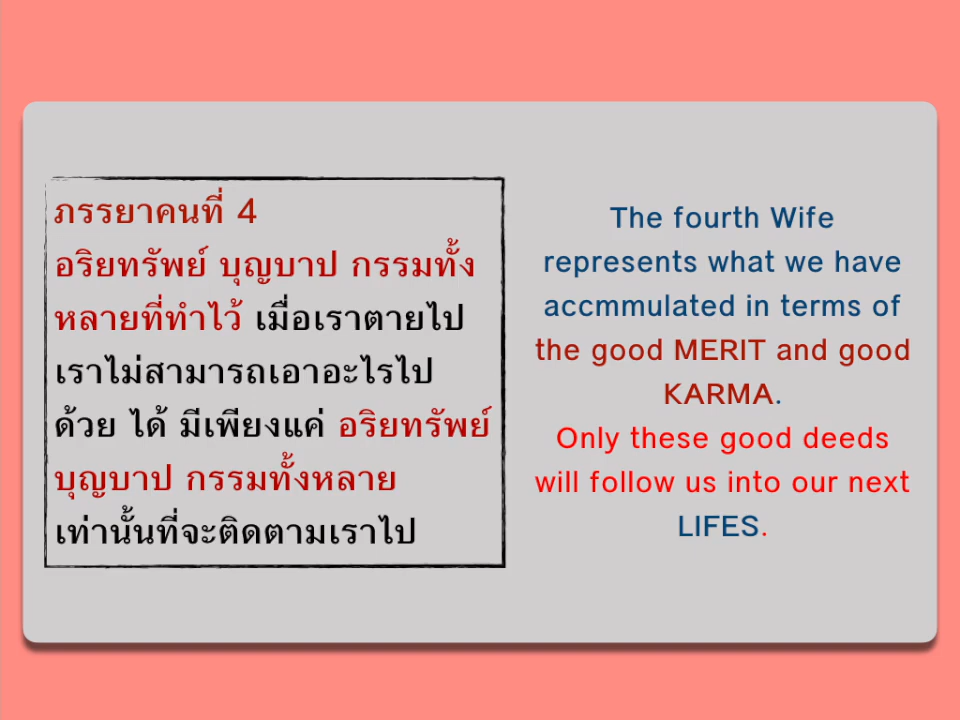 ภรรยาคนที่ 4
อริยทรัพย์ บุญบาป กรรมทั้ง
หลายที่ทำไว้ เมื่อเราตายไป
เราไม่สามารถเอาอะไรไป
ด้วย ได้ มีเพียงแค่ อริยทรัพย์
บุญบาป กรรมทั้งหลาย
เท่านั้นที่จะติดตามเราไป
The fourth Wife
represents what we have
accmmulated in terms of
the good MERIT and good
KARMA.
Only these good deeds
will follow us into our next
LIFES.